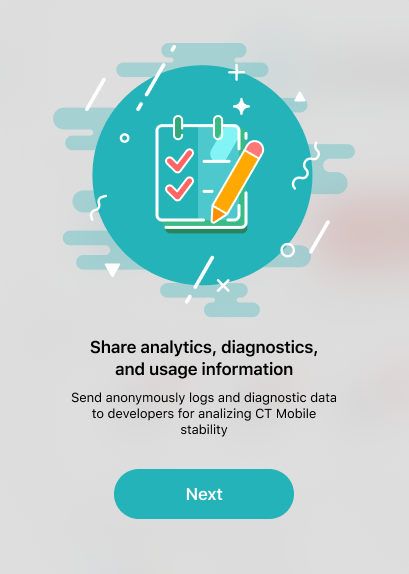 Share analytics, diagnostics,
and usage information
Send anonymously logs and diagnostic data
to developers for analizing CT Mobile
stability
Next